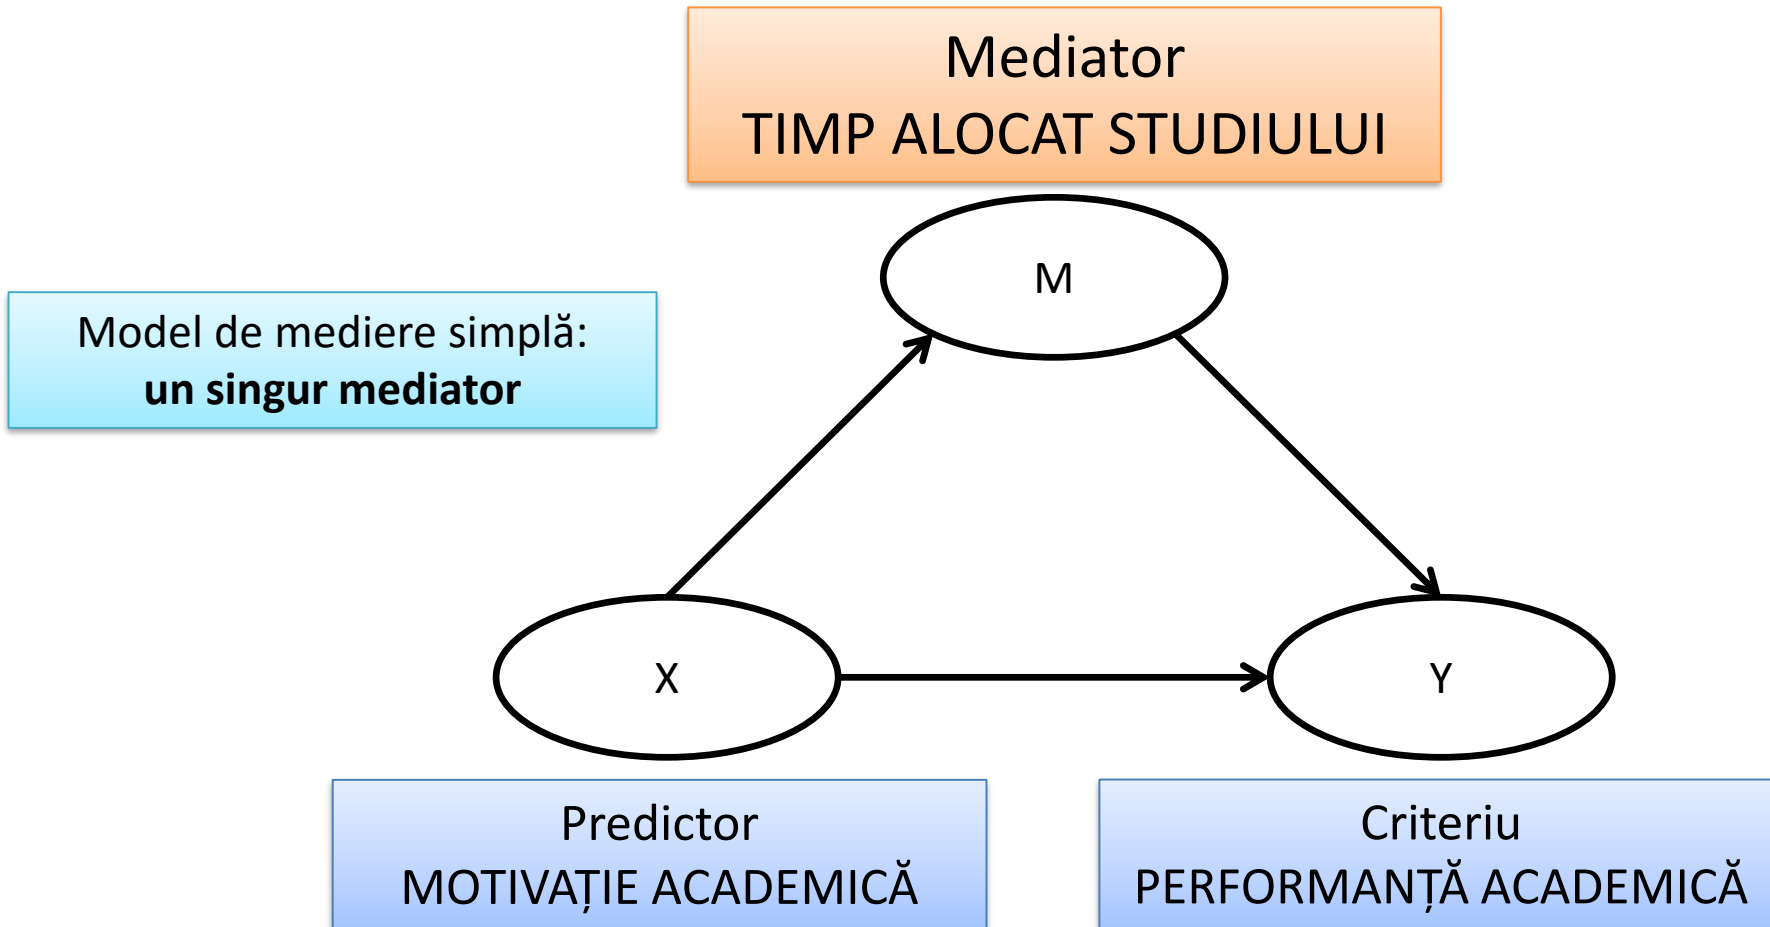 Mediator
TIMP ALOCAT STUDIULUI
M
Model de mediere simplă:
un singur mediator
X
Y
Predictor
MOTIVAȚIE ACADEMICĂ
Criteriu
PERFORMANȚĂ ACADEMICĂ